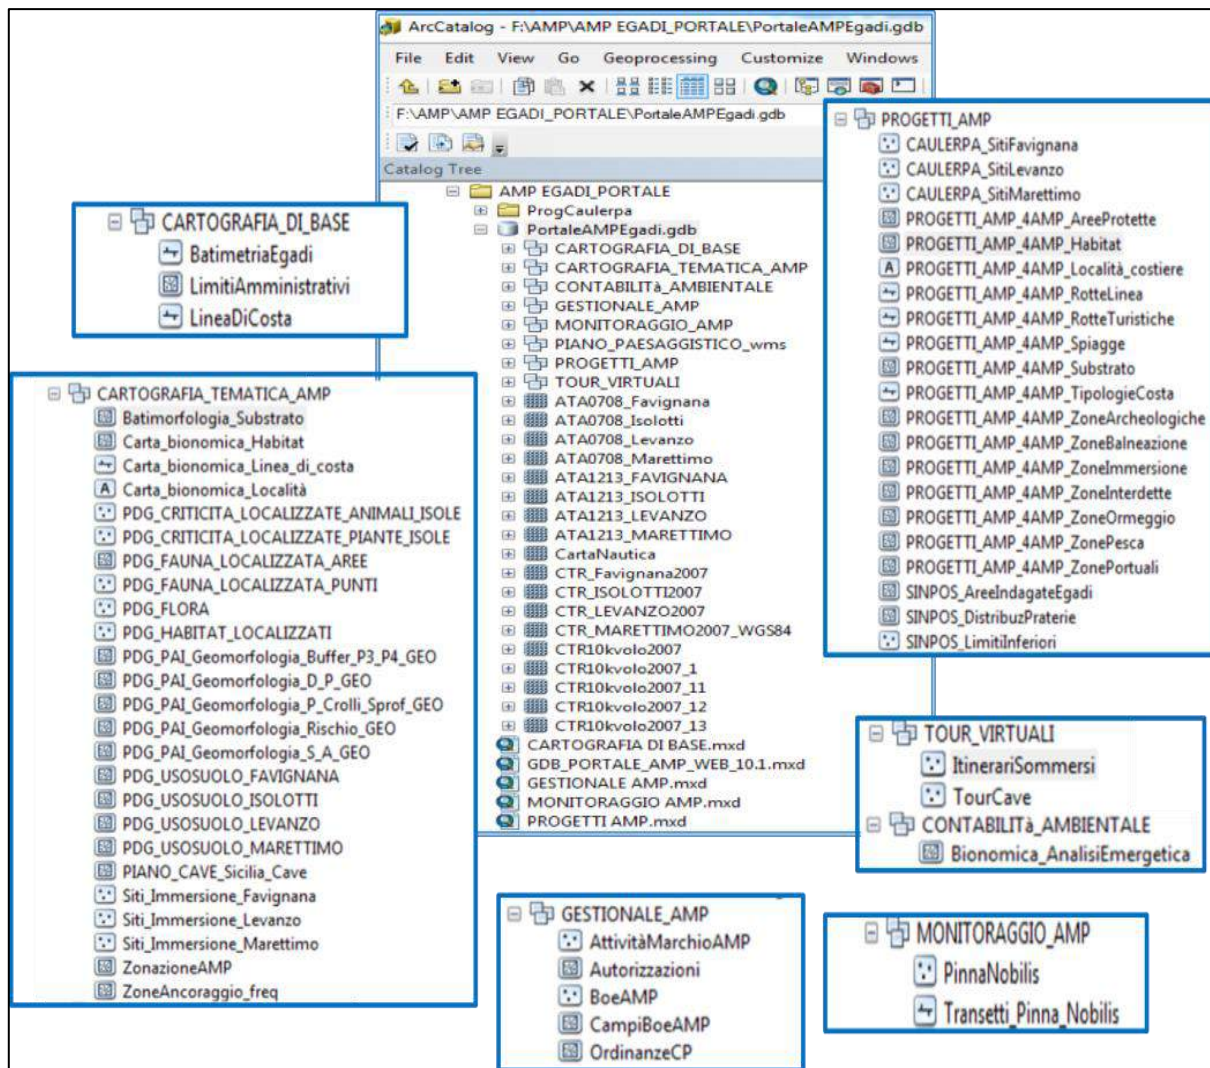 ArcCatalog - F:\AMP\AMP EGADI_PORTALE\PortaleAMPEgadi.gdb
File Edit View Go Geoprocessing Customize Windows
F:\AMP\AMP EGADI_PORTALE\PortaleAMPEgadi.gdb
Catalog Tree
AMP EGADI_PORTALE
ProgCaulerpa
PortaleAMPEgadi.gdb
CARTOGRAFIA_DI_BASE
CARTOGRAFIA_TEMATICA_AMP
CONTABILITà_AMBIENTALE
GESTIONALE_AMP
MONITORAGGIO_AMP
PIANO_PAESAGGISTICO_wms
PROGETTI_AMP
TOUR_VIRTUALI
ATA0708_Favignana
ATA0708_Isolotti
ATA0708_Levanzo
ATA0708_Marettimo
ATA1213_FAVIGNANA
ATA1213_ISOLOTTI
ATA1213_LEVANZO
ATA1213_MARETTIMO
CartaNautica
CTR_Favignana2007
CTR_ISOLOTTI2007
CTR_LEVANZO2007
CTR_MARETTIMO2007_WGS84
CTR10kvolo2007
CTR10kvolo2007_1
CTR10kvolo2007_11
CTR10kvolo2007_12
CTR10kvolo2007_13
CARTOGRAFIA DI BASE.mxd
GDB_PORTALE_AMP_WEB_10.1.mxd
GESTIONALE AMP.mxd
MONITORAGGIO AMP.mxd
PROGETTI AMP.mxd
CARTOGRAFIA_DI_BASE
BatimetriaEgadi
LimitiAmministrativi
LineaDiCosta
CARTOGRAFIA_TEMATICA_AMP
Batimorfologia_Substrato
Carta_bionomica_Habitat
Carta_bionomica_Linea_di_costa
A Carta_bionomica_Località
PDG_CRITICITA_LOCALIZZATE_ANIMALI_ISOLE
PDG_CRITICITA_LOCALIZZATE_PIANTE_ISOLE
PDG_FAUNA_LOCALIZZATA_AREE
PDG_FAUNA_LOCALIZZATA_PUNTI
PDG_FLORA
PDG_HABITAT_LOCALIZZATI
PDG_PAI_Geomorfologia_Buffer_P3_P4_GEO
PDG_PAI_Geomorfologia_D_P_GEO
PDG_PAI_Geomorfologia_P_Crolli_Sprof_GEO
PDG_PAI_Geomorfologia_Rischio_GEO
PDG_PAI_Geomorfologia_S_A_GEO
PDG_USOSUOLO_FAVIGNANA
PDG_USOSUOLO_ISOLOTTI
PDG_USOSUOLO_LEVANZO
PDG_USOSUOLO_MARETTIMO
PIANO_CAVE_Sicilia_Cave
Siti_Immersione_Favignana
Siti_Immersione_Levanzo
Siti_Immersione_Marettimo
ZonazioneAMP
ZoneAncoraggio_freq
PROGETTI_AMP
CAULERPA_SitiFavignana
CAULERPA_SitiLevanzo
CAULERPA_SitiMarettimo
PROGETTI_AMP_4AMP_AreeProtette
PROGETTI_AMP_4AMP_Habitat
A PROGETTI_AMP_4AMP_Località_costiere
PROGETTI_AMP_4AMP_RotteLinea
PROGETTI_AMP_4AMP_RotteTuristiche
PROGETTI_AMP_4AMP_Spiagge
PROGETTI_AMP_4AMP_Substrato
PROGETTI_AMP_4AMP_TipologieCosta
PROGETTI_AMP_4AMP_ZoneArcheologiche
PROGETTI_AMP_4AMP_ZoneBalneazione
PROGETTI_AMP_4AMP_ZoneImmersione
PROGETTI_AMP_4AMP_ZoneInterdette
PROGETTI_AMP_4AMP_ZoneOrmeggio
PROGETTI_AMP_4AMP_ZonePesca
PROGETTI_AMP_4AMP_ZonePortuali
SINPOS_AreeIndagateEgadi
SINPOS_DistribuzPraterie
SINPOS_LimitiInferiori
TOUR_VIRTUALI
ItinerariSommersi
TourCave
CONTABILITà_AMBIENTALE
Bionomica_AnalisiEmergetica
GESTIONALE_AMP
AttivitàMarchioAMP
Autorizzazioni
BoeAMP
CampiBoeAMP
OrdinanzeCP
MONITORAGGIO_AMP
PinnaNobilis
Transetti_Pinna_Nobilis